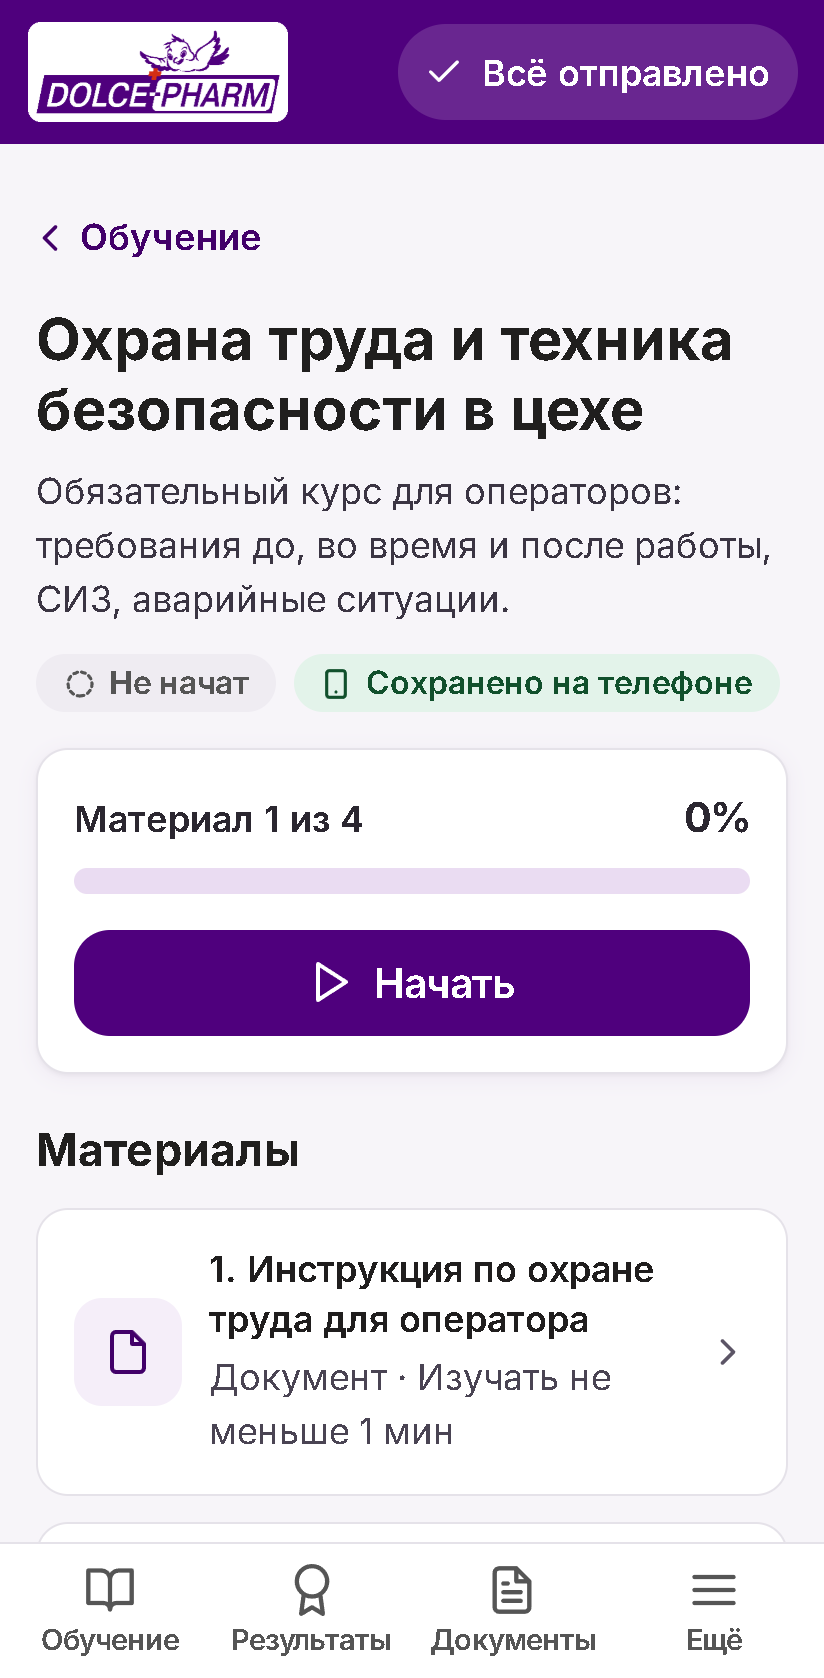 DOLCE-PHARM
Всё отправлено
Обучение
Охрана труда и техника
безопасности в цехе
Обязательный курс для операторов:
требования до, во время и после работы,
СИЗ, аварийные ситуации.
Не начат
Сохранено на телефоне
Материал 1 из 4
0%
Начать
Материалы
1. Инструкция по охране
труда для оператора
Документ · Изучать не
меньше 1 мин
Обучение
Результаты
Документы
Ещё